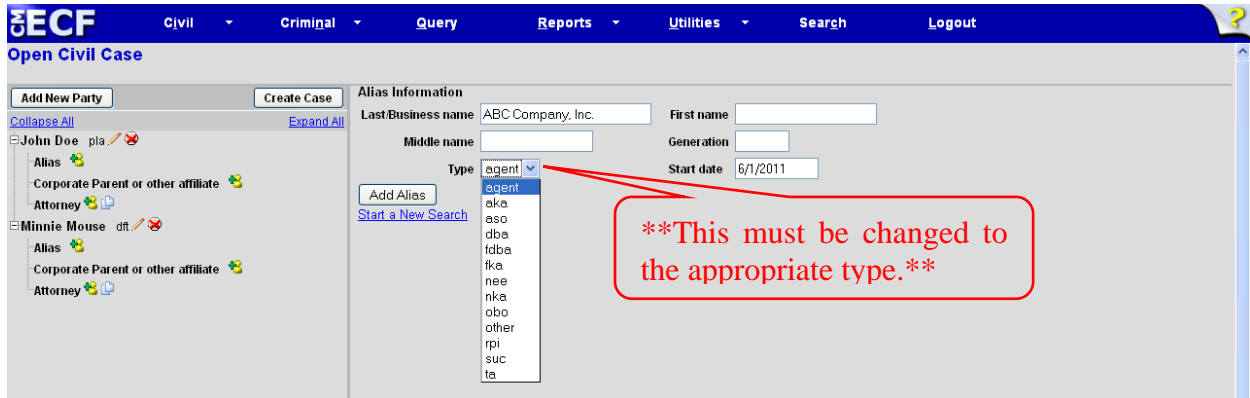 CM ECF Civil Criminal Query Reports Utilities Search Logout ?
Open Civil Case
Add New Party Create Case
Collapse All Expand All
John Doe pla
Alias
Corporate Parent or other affiliate
Attorney
Minnie Mouse dft
Alias
Corporate Parent or other affiliate
Attorney
Alias Information
Last/Business name ABC Company, Inc. First name
Middle name Generation
Type agent Start date 6/1/2011
agent
aka
aso
dba
fdba
fka
nee
nka
obo
other
rpi
suc
ta
Add Alias
Start a New Search
**This must be changed to
the appropriate type.**